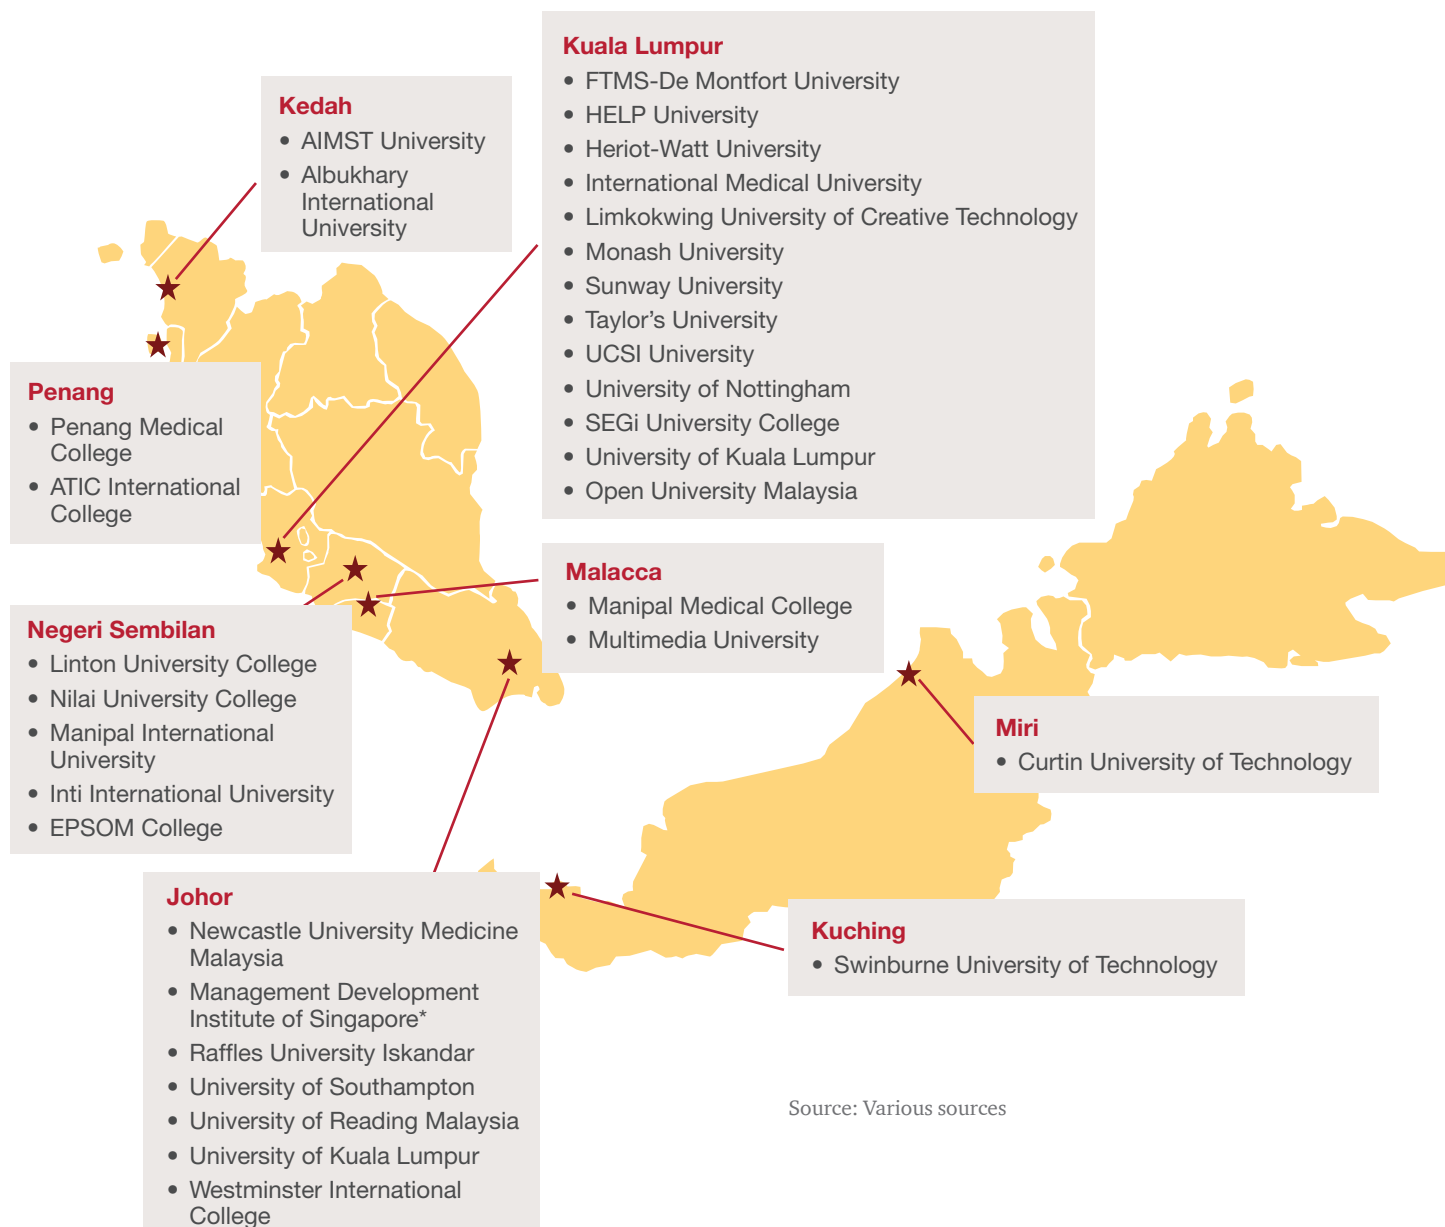 Kuala Lumpur
• FTMS-De Montfort University
• HELP University
• Heriot-Watt University
• International Medical University
• Limkokwing University of Creative Technology
• Monash University
• Sunway University
• Taylor’s University
• UCSI University
• University of Nottingham
• SEGi University College
• University of Kuala Lumpur
• Open University Malaysia
Kedah
• AIMST University
• Albukhary
International
University
Penang
• Penang Medical
College
• ATIC International
College
Malacca
• Manipal Medical College
• Multimedia University
Negeri Sembilan
• Linton University College
• Nilai University College
• Manipal International
University
• Inti International University
• EPSOM College
Miri
• Curtin University of Technology
Johor
• Newcastle University Medicine
Malaysia
• Management Development
Institute of Singapore*
• Raffles University Iskandar
• University of Southampton
• University of Reading Malaysia
• University of Kuala Lumpur
• Westminster International
College
Kuching
• Swinburne University of Technology
Source: Various sources